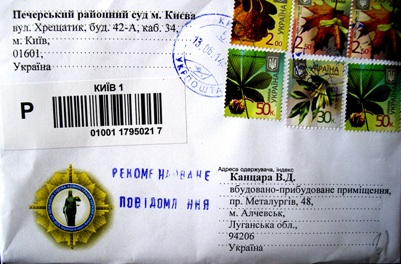 Печерський районний суд м. Києва
вул. Хрещатик, буд. 42-А, каб. 34,
м. Київ,
01601,
Україна
УКРПОШТА
2.00
УКРАЇНА
2.00
50к
30к
50к
Р
КИЇВ 1
01001 1795021 7
РЕКОМЕНДОВАНЕ
ПОВІДОМЛЕННЯ
Адреса одержувача, індекс
Канцара В.Д.
вбудовано-прибудоване приміщення,
пр. Металургів, 48,
м. Алчевськ,
Луганська обл.,
94206
Україна